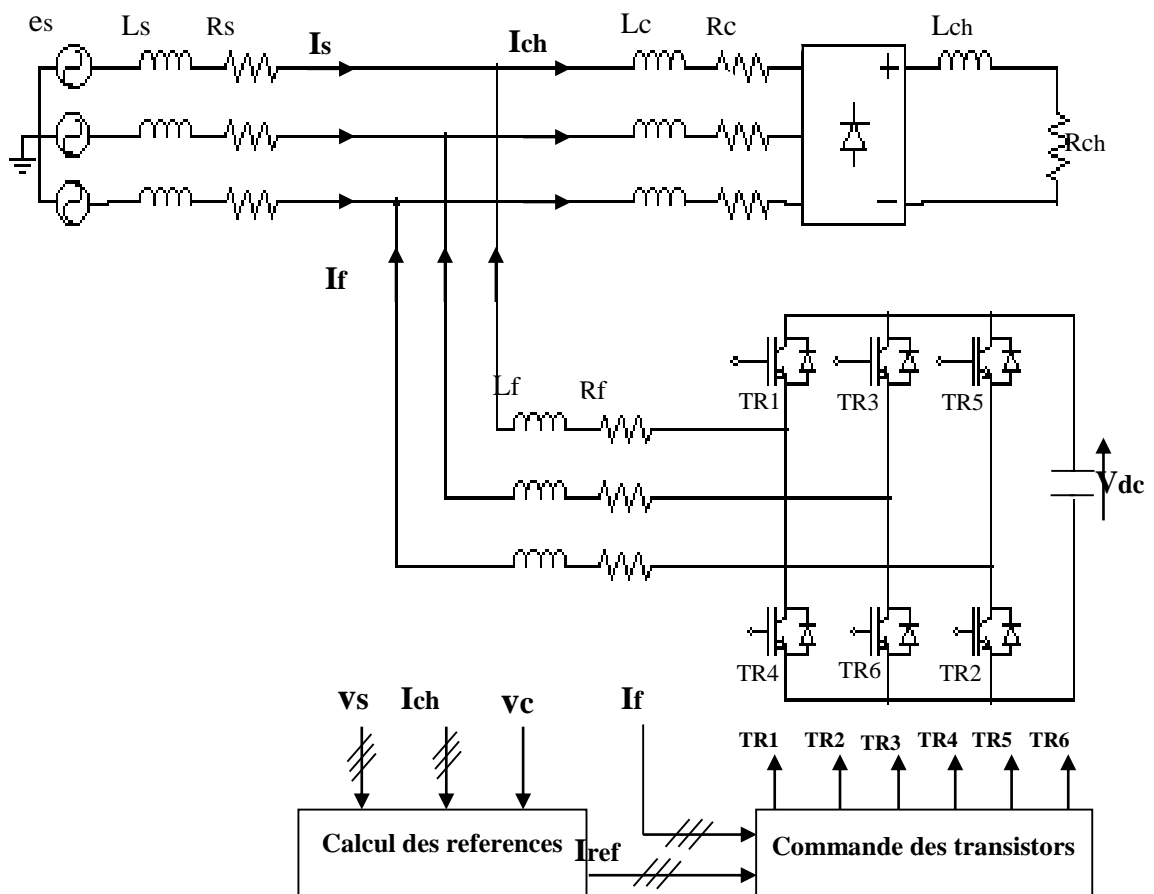 es Ls Rs Is Ich Lc Rc Lch
+
Rch
−
If
Lf Rf
TR1 TR3 TR5
Vdc
TR4 TR6 TR2
vs Ich vc If
TR1 TR2 TR3 TR4 TR5 TR6
Calcul des references
Iref
Commande des transistors